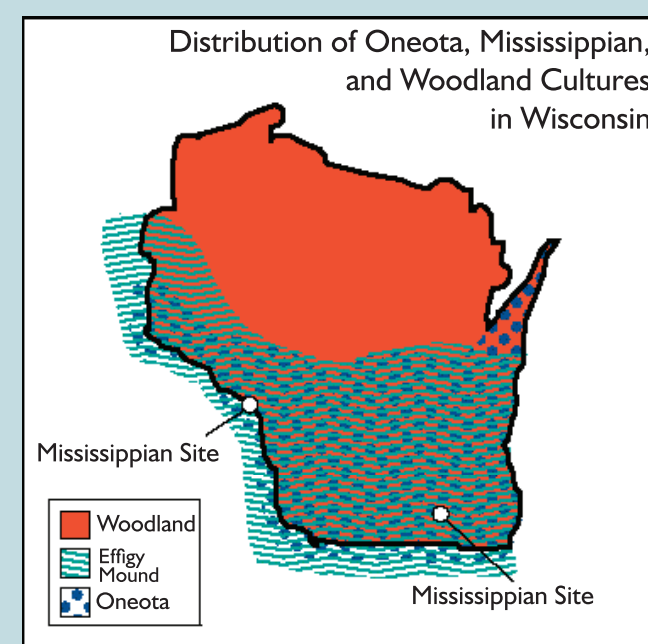 Distribution of Oneota, Mississippian,
and Woodland Cultures
in Wisconsin
Mississippian Site
Woodland
Effigy
Mound
Oneota
Mississippian Site